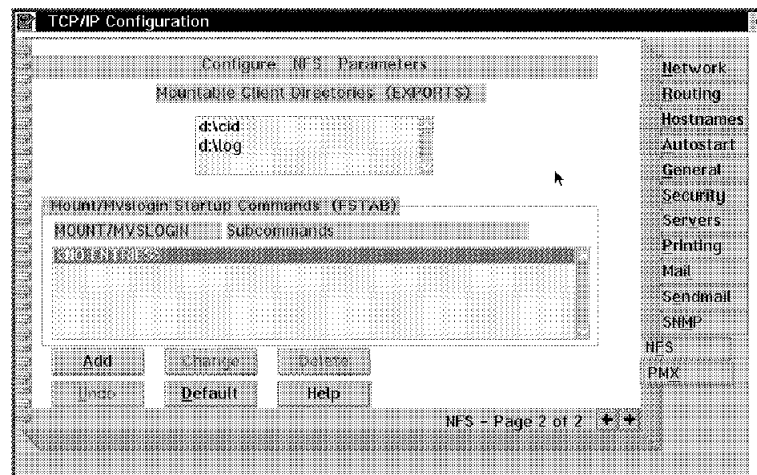 TCP/IP Configuration
Configure NFS Parameters
Mountable Client Directories (EXPORTS)
d:\cid
d:\log
Mount/Mvslogin Startup Commands (FSTAB)
MOUNT/MVSLOGIN Subcommands
<NO ENTRIES>
Add Change Delete
Undo Default Help
NFS - Page 2 of 2
Network
Routing
Hostnames
Autostart
General
Security
Servers
Printing
Mail
Sendmail
SNMP
NFS
PMX